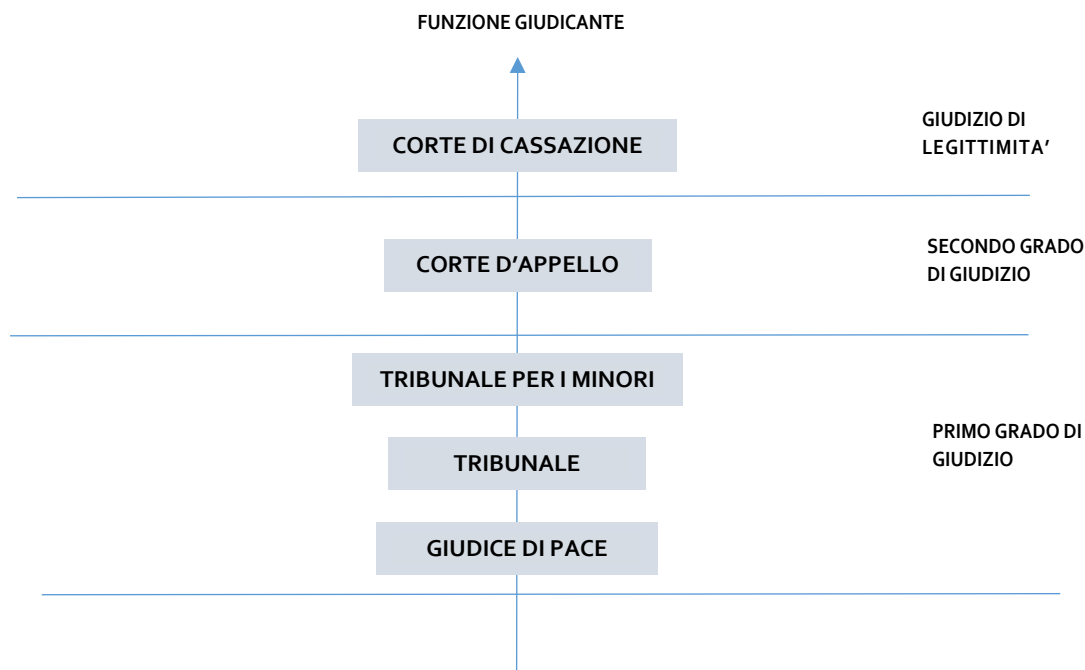 FUNZIONE GIUDICANTE
CORTE DI CASSAZIONE
GIUDIZIO DI
LEGITTIMITA’
CORTE D’APPELLO
SECONDO GRADO
DI GIUDIZIO
TRIBUNALE PER I MINORI
TRIBUNALE
PRIMO GRADO DI
GIUDIZIO
GIUDICE DI PACE